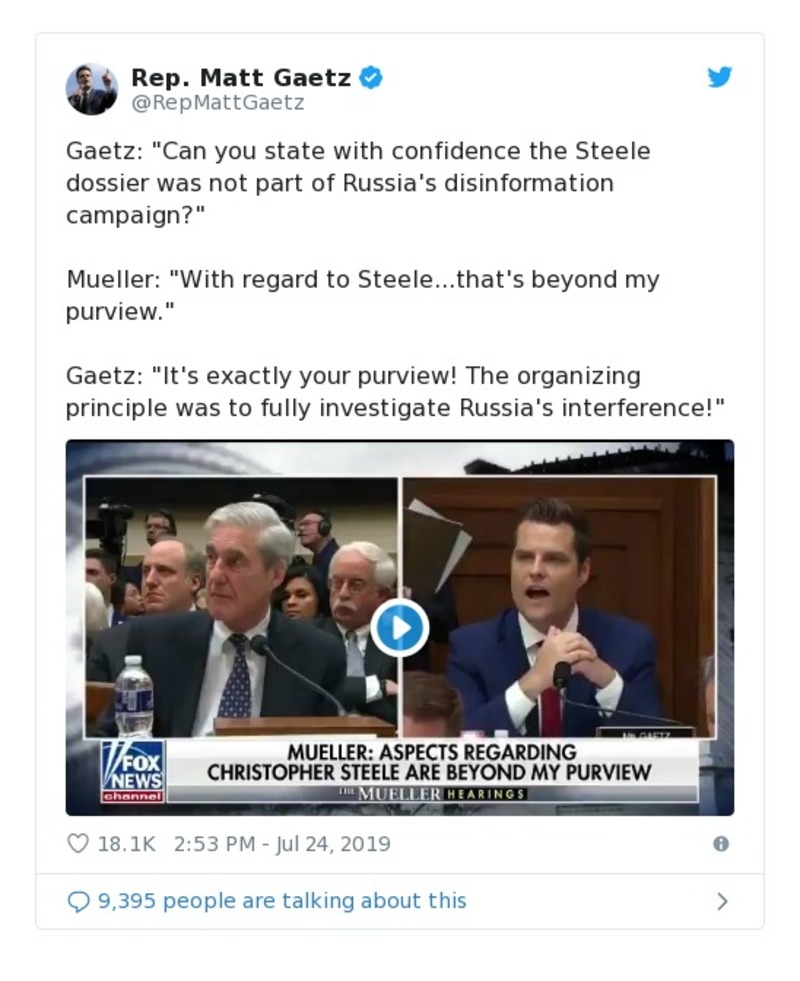 Rep. Matt Gaetz
@RepMattGaetz
Gaetz: "Can you state with confidence the Steele
dossier was not part of Russia's disinformation
campaign?"
Mueller: "With regard to Steele...that's beyond my
purview."
Gaetz: "It's exactly your purview! The organizing
principle was to fully investigate Russia's interference!"
MR. GAETZ
FOX
NEWS
channel
MUELLER: ASPECTS REGARDING
CHRISTOPHER STEELE ARE BEYOND MY PURVIEW
THE MUELLER HEARINGS
18.1K 2:53 PM - Jul 24, 2019
9,395 people are talking about this